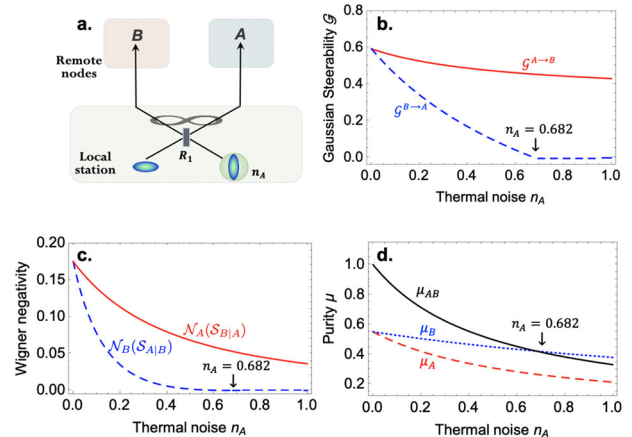 a.
B
A
Remote
nodes
Local
station
R₁
n_A
b.
Gaussian Steerability 𝒢
0.8
0.6
0.4
0.2
0.0
𝒢^{A→B}
𝒢^{B→A}
n_A = 0.682
0.0 0.2 0.4 0.6 0.8 1.0
Thermal noise n_A
c.
Wigner negativity
0.20
0.15
0.10
0.05
0.00
𝒩_A(𝒮_{B|A})
𝒩_B(𝒮_{A|B})
n_A = 0.682
0.0 0.2 0.4 0.6 0.8 1.0
Thermal noise n_A
d.
Purity μ
1.0
0.8
0.6
0.4
0.2
μ_{AB}
n_A = 0.682
μ_B
μ_A
0.0 0.2 0.4 0.6 0.8 1.0
Thermal noise n_A